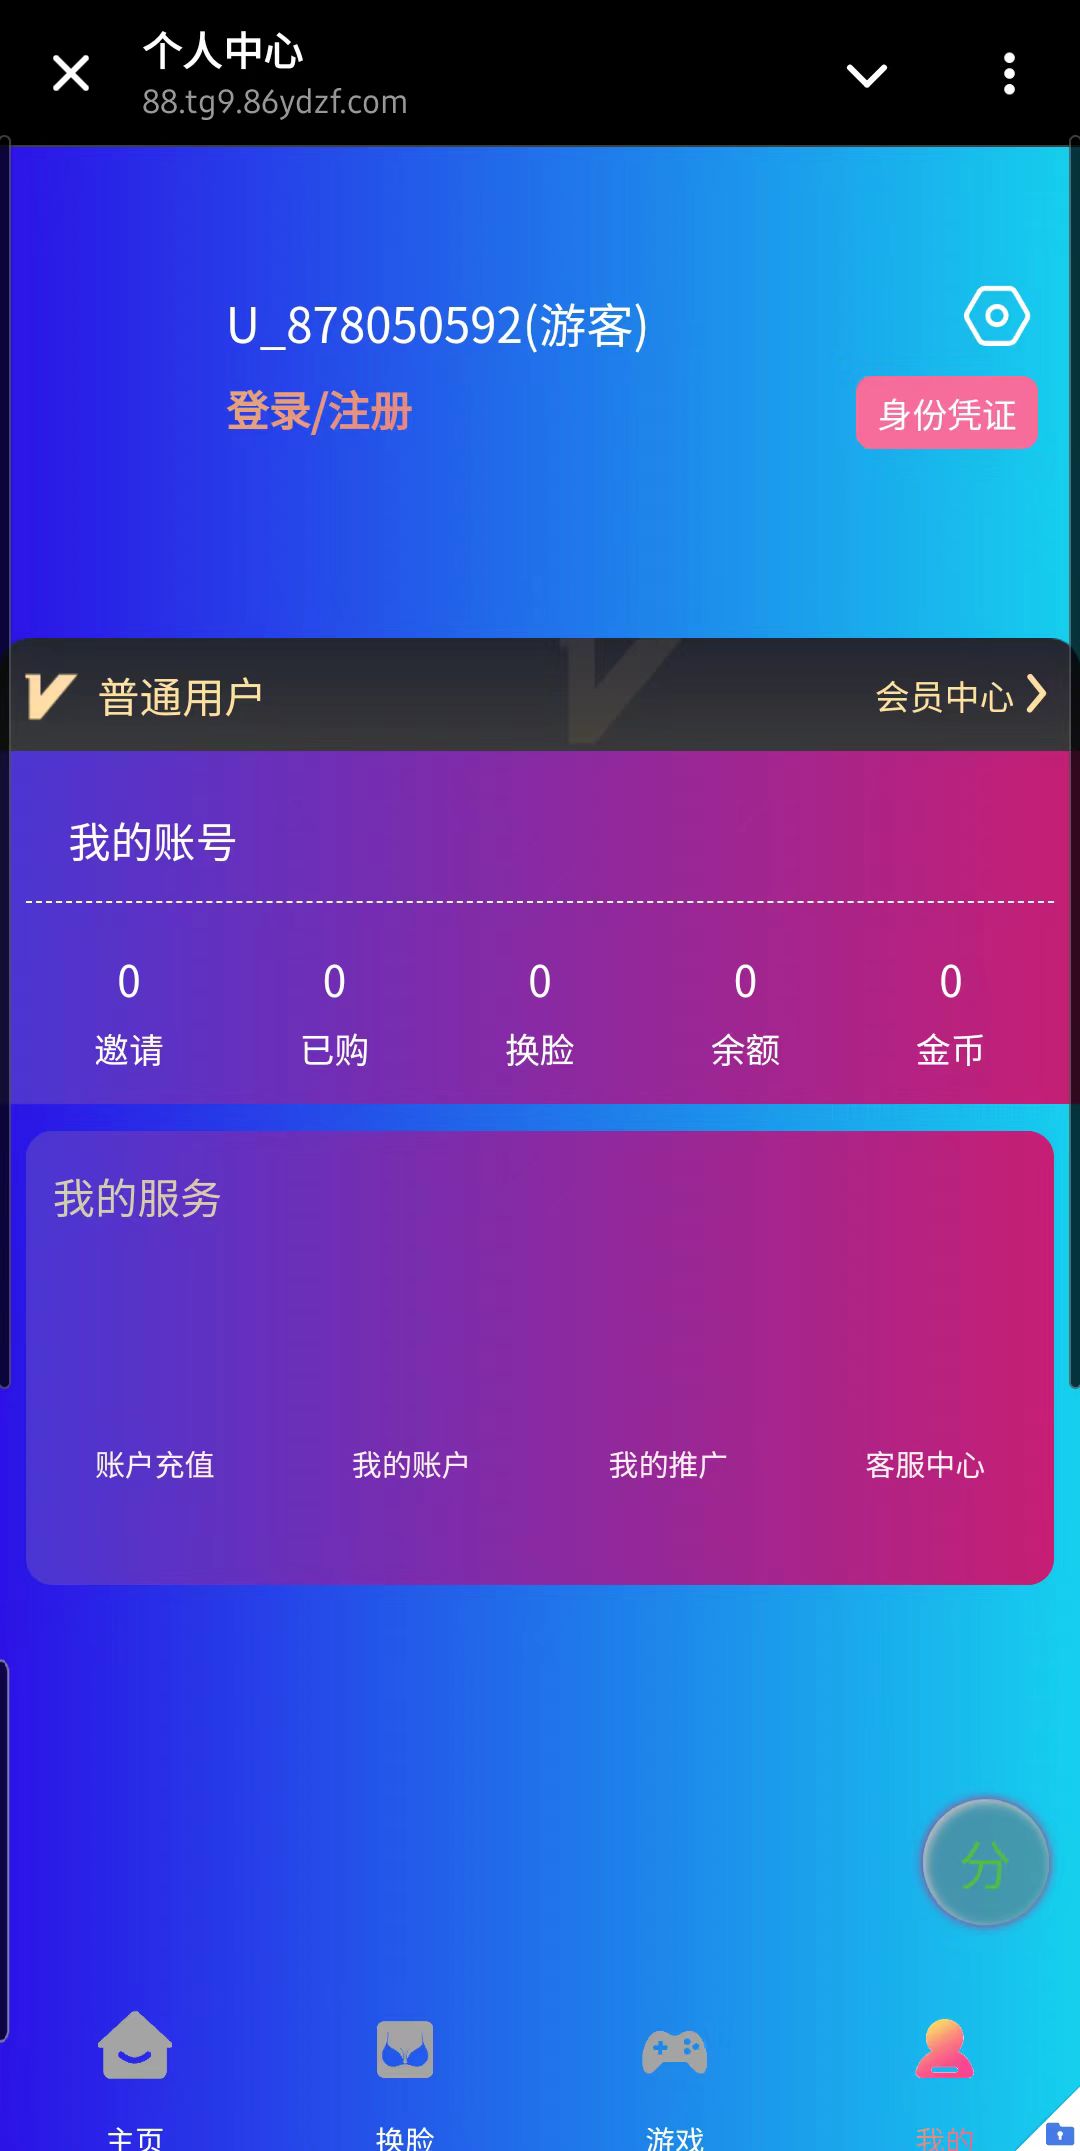 个人中心
88.tg9.86ydzf.com
U_878050592(游客)
登录/注册
身份凭证
普通用户
会员中心
我的账号
0 0 0 0 0
邀请 已购 换脸 余额 金币
我的服务
账户充值 我的账户 我的推广 客服中心
分
主页 换脸 游戏 我的